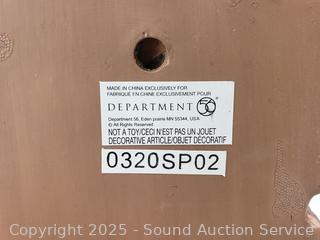 MADE IN CHINA EXCLUSIVELY FOR
FABRIQUÉ EN CHINE EXCLUSIVEMENT POUR
DEPARTMENT 56
Department 56, Eden prairie MN 55344, USA
© All Rights Reserved
NOT A TOY/CECI N'EST PAS UN JOUET
DECORATIVE ARTICLE/OBJET DÉCORATIF
0320SP02
Copyright © 2025 - Sound Auction Service